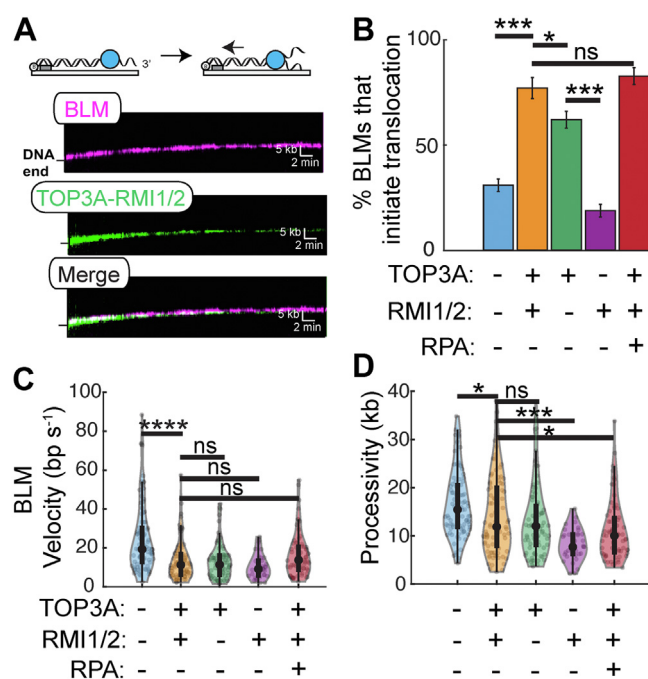 A
3'
BLM
DNA
end
5 kb
2 min
TOP3A-RMI1/2
5 kb
2 min
Merge
5 kb
2 min
B
% BLMs that
initiate translocation
100
50
0
***
*
ns
***
TOP3A: - + + - +
RMI1/2: - + - + +
RPA: - - - - +
C
BLM
Velocity (bp s⁻¹)
100
80
60
40
20
0
****
ns
ns
ns
TOP3A: - + + - +
RMI1/2: - + - + +
RPA: - - - - +
D
Processivity (kb)
40
30
20
10
0
*
ns
***
*
- + + - +
- + - + +
- - - - +